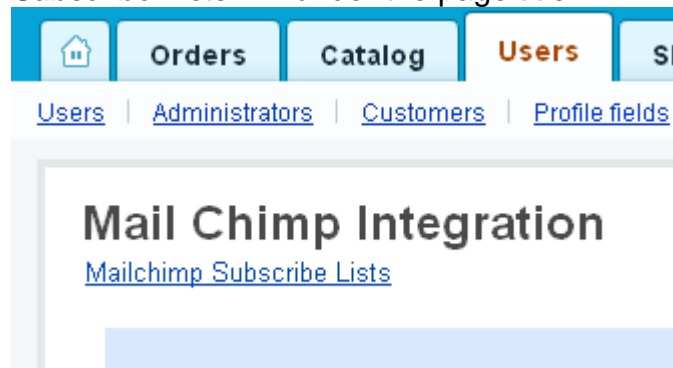 Orders Catalog Users
Users | Administrators | Customers | Profile fields
Mail Chimp Integration
Mailchimp Subscribe Lists